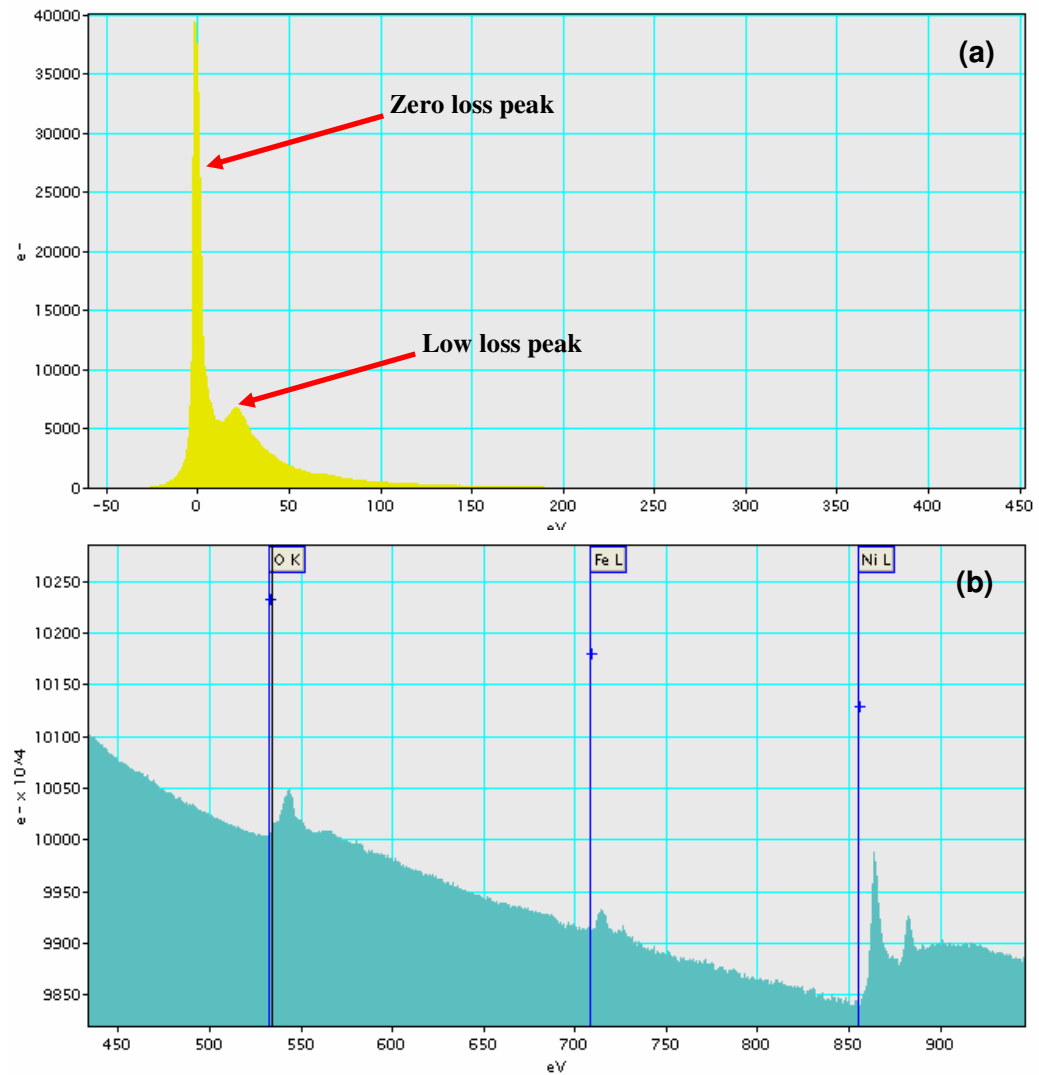 40000
(a)
35000
Zero loss peak
30000
25000
e-
20000
15000
Low loss peak
10000
5000
0
-50 0 50 100 150 200 250 300 350 400 450
eV
O K Fe L Ni L
(b)
10250
10200
10150
10100
e- x 10^4
10050
10000
9950
9900
9850
450 500 550 600 650 700 750 800 850 900
eV